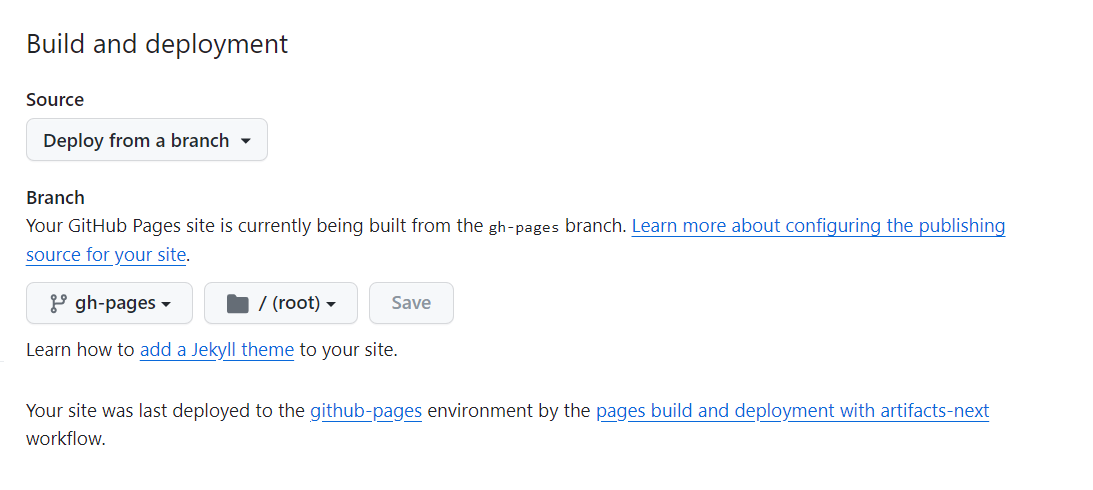 Build and deployment
Source
Deploy from a branch
Branch
Your GitHub Pages site is currently being built from the gh-pages branch. Learn more about configuring the publishing
source for your site.
gh-pages / (root) Save
Learn how to add a Jekyll theme to your site.
Your site was last deployed to the github-pages environment by the pages build and deployment with artifacts-next
workflow.